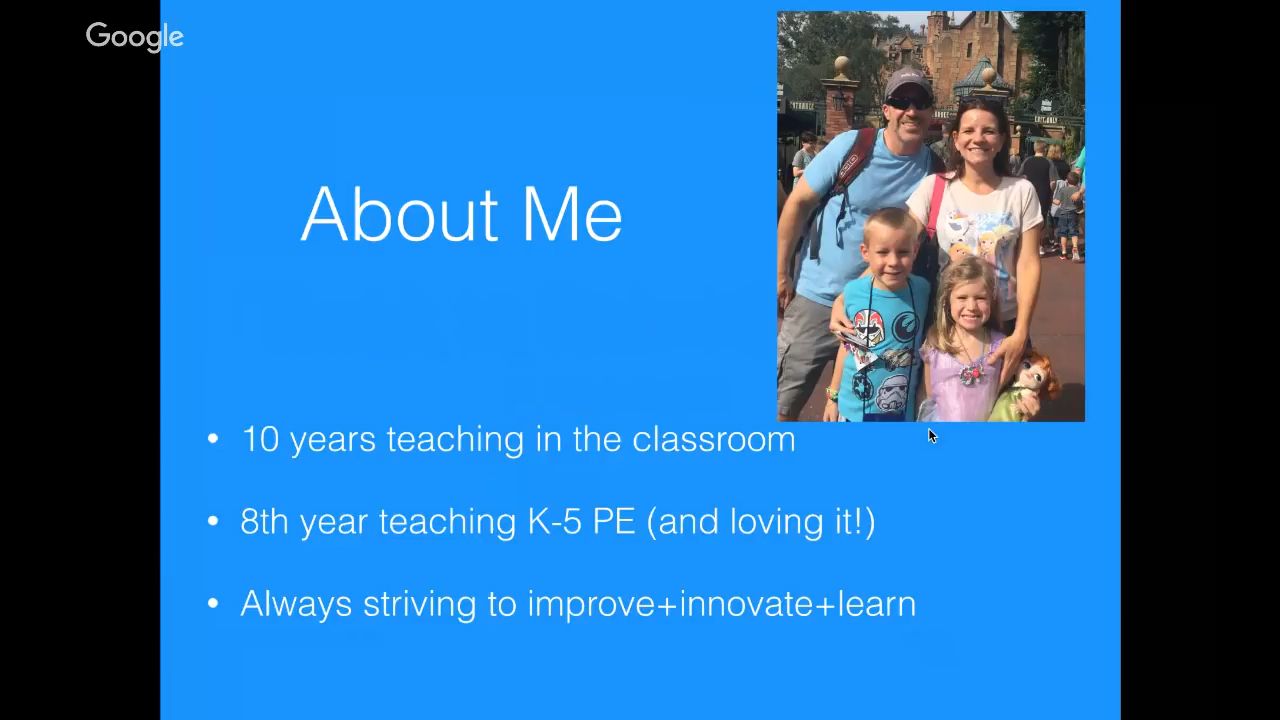 Google
About Me
• 10 years teaching in the classroom
• 8th year teaching K-5 PE (and loving it!)
• Always striving to improve+innovate+learn